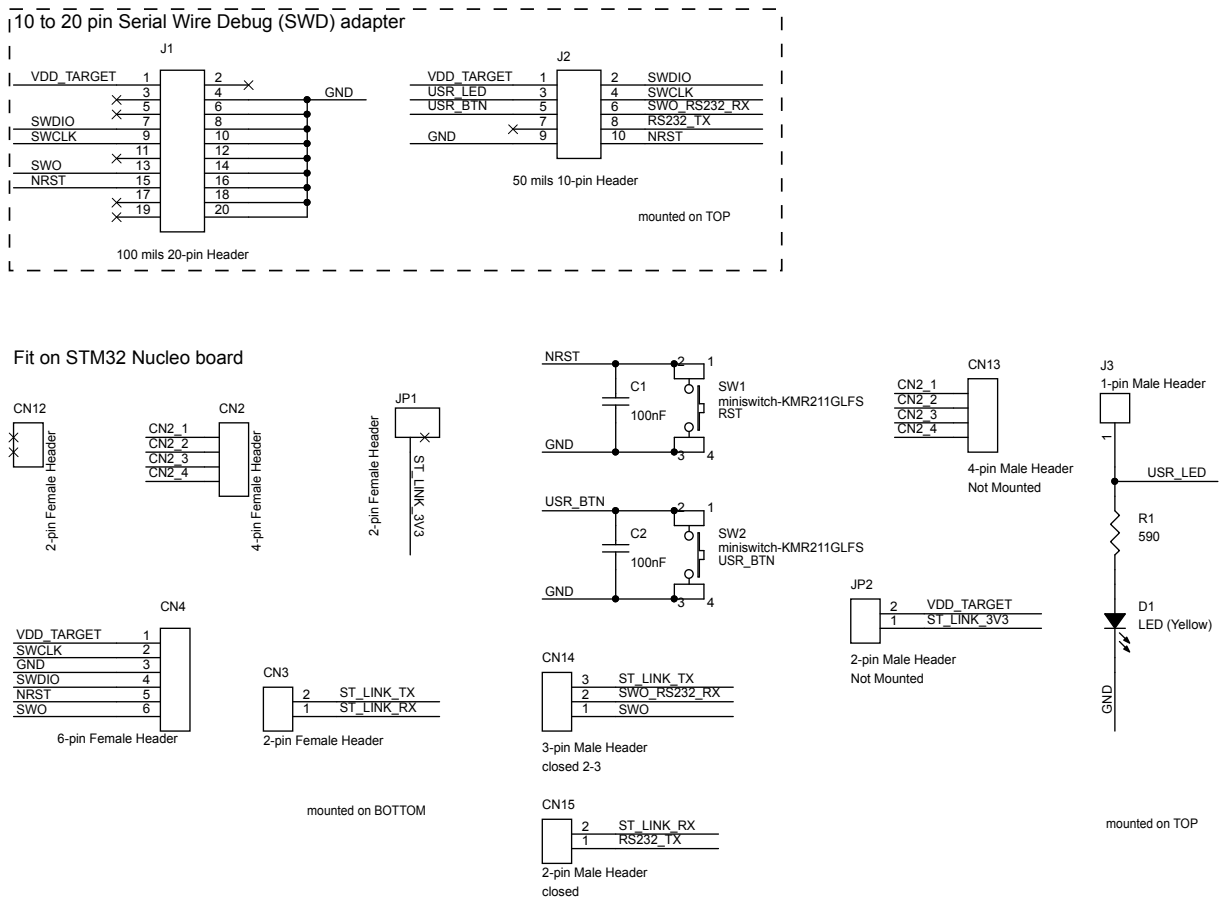 10 to 20 pin Serial Wire Debug (SWD) adapter
J1
VDD_TARGET 1 2
3 4 GND
5 6
SWDIO 7 8
SWCLK 9 10
11 12
SWO 13 14
NRST 15 16
17 18
19 20
100 mils 20-pin Header
J2
VDD_TARGET 1 2 SWDIO
USR_LED 3 4 SWCLK
USR_BTN 5 6 SWO_RS232_RX
7 8 RS232_TX
GND 9 10 NRST
50 mils 10-pin Header
mounted on TOP
Fit on STM32 Nucleo board
CN12
2-pin Female Header
CN2
CN2_1
CN2_2
CN2_3
CN2_4
4-pin Female Header
JP1
2-pin Female Header
ST_LINK_3V3
NRST
2 1
C1
100nF
SW1
miniswitch-KMR211GLFS
RST
GND
3 4
USR_BTN
2 1
C2
100nF
SW2
miniswitch-KMR211GLFS
USR_BTN
GND
3 4
CN13
CN2_1
CN2_2
CN2_3
CN2_4
4-pin Male Header
Not Mounted
J3
1-pin Male Header
1
USR_LED
R1
590
D1
LED (Yellow)
GND
JP2
2 VDD_TARGET
1 ST_LINK_3V3
2-pin Male Header
Not Mounted
CN4
VDD_TARGET 1
SWCLK 2
GND 3
SWDIO 4
NRST 5
SWO 6
6-pin Female Header
CN3
2 ST_LINK_TX
1 ST_LINK_RX
2-pin Female Header
mounted on BOTTOM
CN14
3 ST_LINK_TX
2 SWO_RS232_RX
1 SWO
3-pin Male Header
closed 2-3
CN15
2 ST_LINK_RX
1 RS232_TX
2-pin Male Header
closed
mounted on TOP